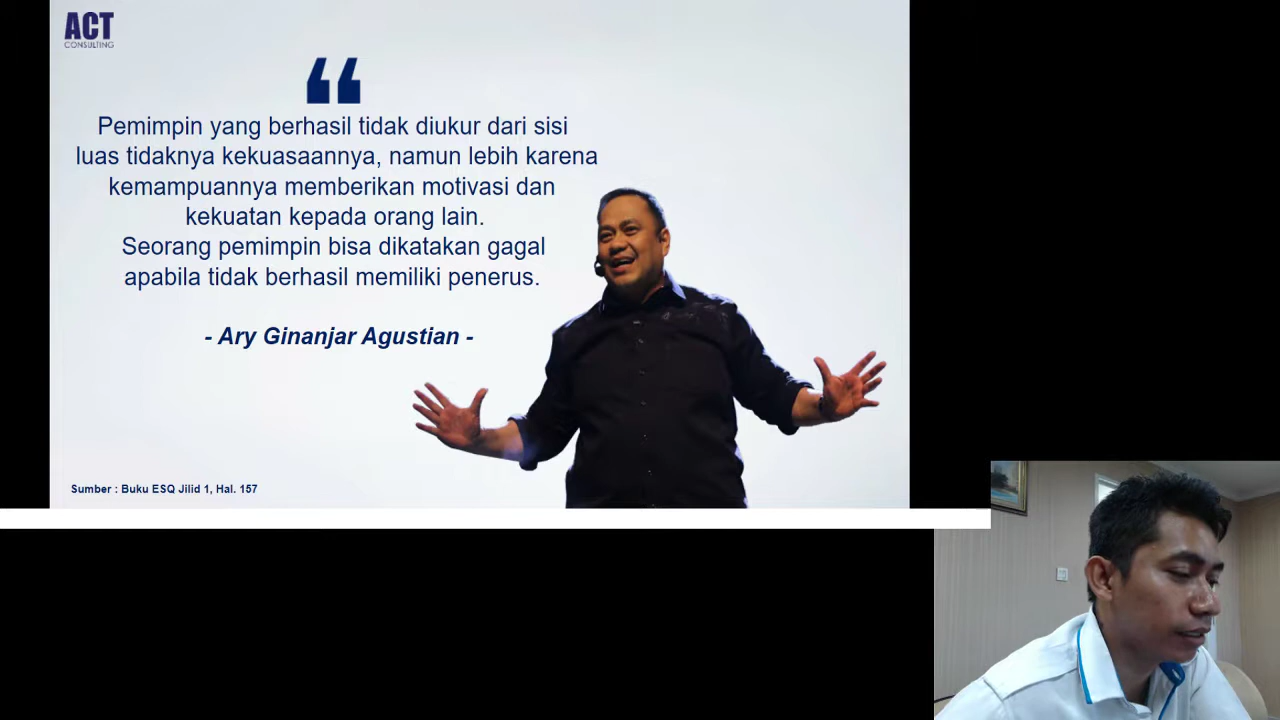 ACT
CONSULTING
Pemimpin yang berhasil tidak diukur dari sisi
luas tidaknya kekuasaannya, namun lebih karena
kemampuannya memberikan motivasi dan
kekuatan kepada orang lain.
Seorang pemimpin bisa dikatakan gagal
apabila tidak berhasil memiliki penerus.
- Ary Ginanjar Agustian -
Sumber : Buku ESQ Jilid 1, Hal. 157